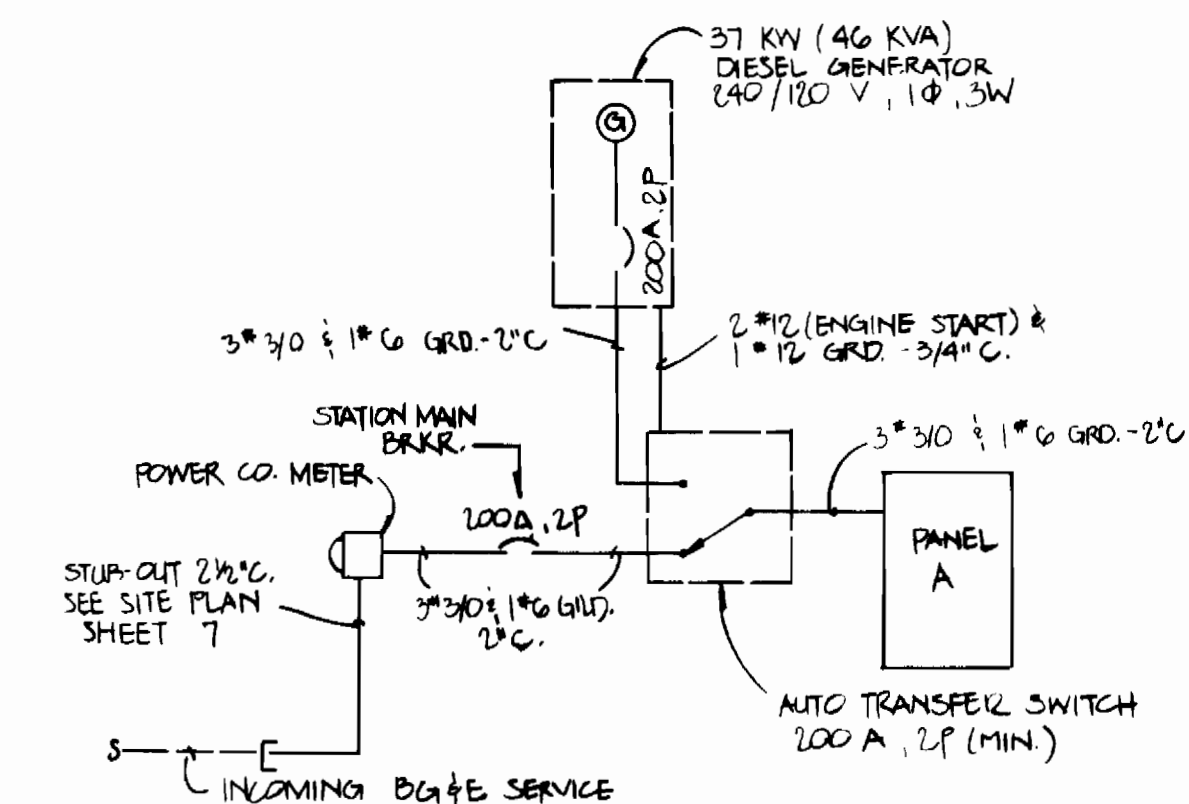 37 KW (46 KVA)
DIESEL GENERATOR
240/120 V, 1Φ, 3W
G
200A.2P
3# 3/0 & 1# 6 GRD.-2"C
2 #12 (ENGINE START) &
1 #12 GRD. -3/4" C.
STATION MAIN
BRKR.
3# 3/0 & 1# 6 GRD.-2"C
POWER CO. METER
200A, 2P
PANEL
A
STUB-OUT 2½"C.
SEE SITE PLAN
SHEET 7
3# 3/0 & 1#6 GRD.
2"C.
AUTO TRANSFER SWITCH
200 A, 2P (MIN.)
S
INCOMING BG&E SERVICE